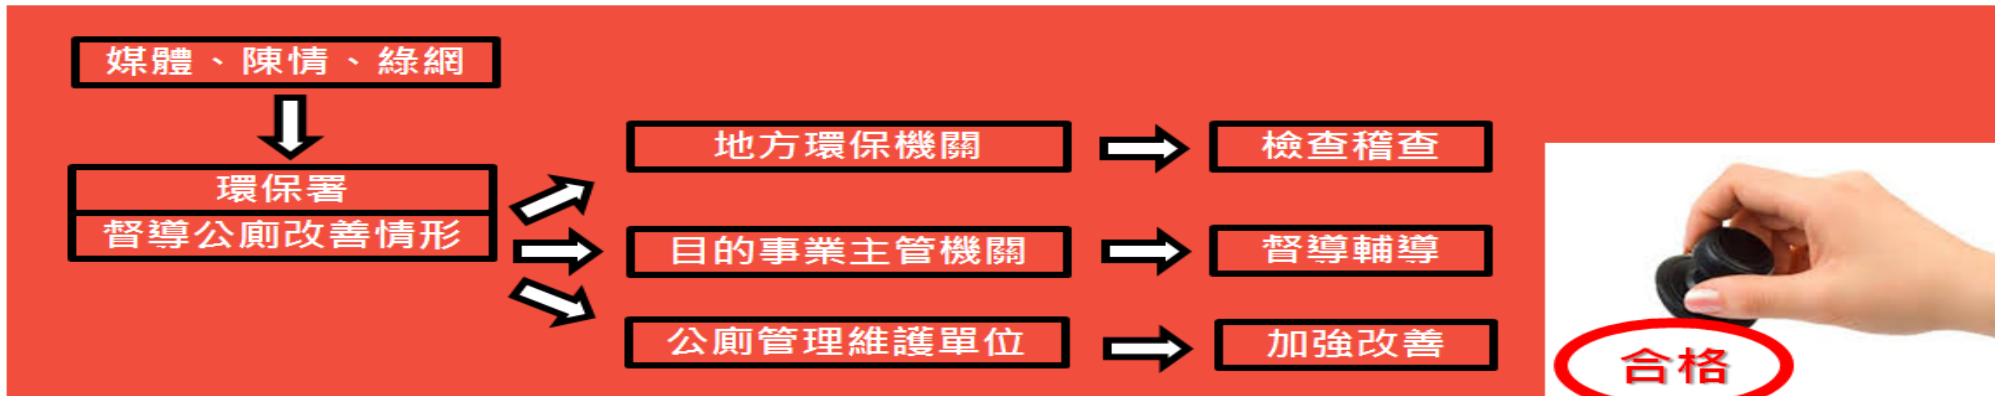 媒體、陳情、綠網
環保署
督導公廁改善情形
地方環保機關
檢查稽查
目的事業主管機關
督導輔導
公廁管理維護單位
加強改善
合格